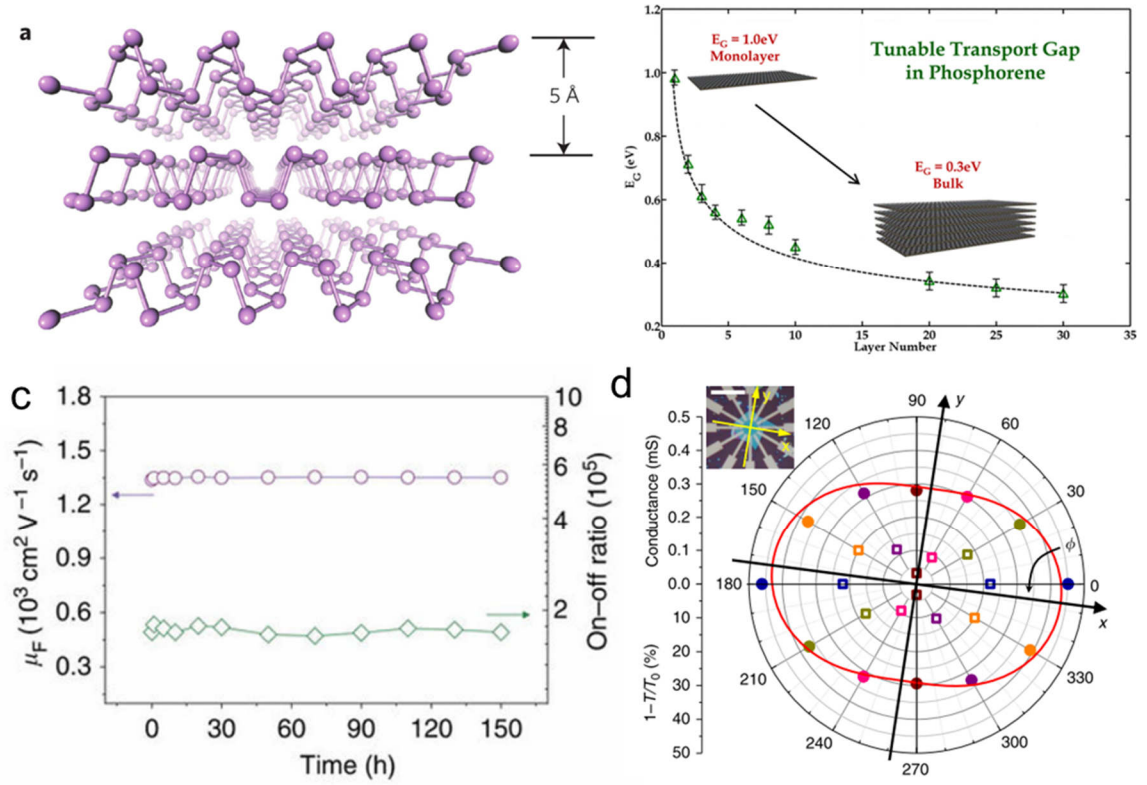 a
5 Å
1.2
1.0
0.8
0.6
0.4
0.2
E_G (eV)
E_G = 1.0eV
Monolayer
Tunable Transport Gap
in Phosphorene
E_G = 0.3eV
Bulk
0 5 10 15 20 25 30 35
Layer Number
c
1.8
1.5
1.2
0.9
0.6
0.3
μ_F (10³ cm² V⁻¹ s⁻¹)
10
8
6
4
2
On–off ratio (10⁵)
0 30 60 90 120 150
Time (h)
d
y
x
0.5
0.4
0.3
0.2
0.1
0.0
10
20
30
40
50
Conductance (mS)
1–T/T₀ (%)
90
y
120
60
150
30
ϕ
180
0
x
210
330
240
300
270